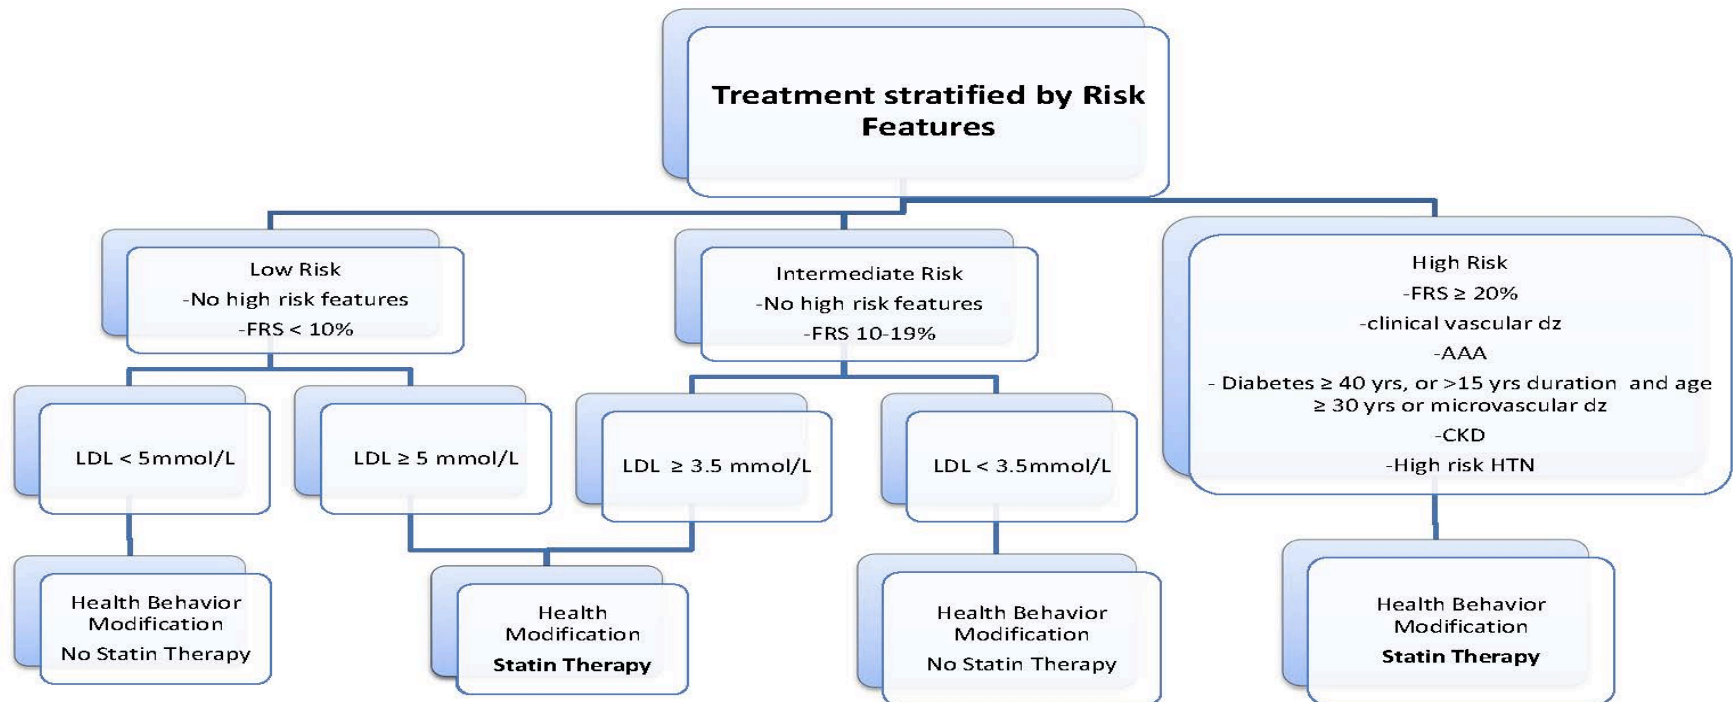 Treatment stratified by Risk
Features
Low Risk
-No high risk features
-FRS < 10%
Intermediate Risk
-No high risk features
-FRS 10-19%
High Risk
-FRS ≥ 20%
-clinical vascular dz
-AAA
- Diabetes ≥ 40 yrs, or >15 yrs duration and age
≥ 30 yrs or microvascular dz
-CKD
-High risk HTN
LDL < 5mmol/L
LDL ≥ 5 mmol/L
LDL ≥ 3.5 mmol/L
LDL < 3.5mmol/L
Health Behavior
Modification
No Statin Therapy
Health
Modification
Statin Therapy
Health Behavior
Modification
No Statin Therapy
Health Behavior
Modification
Statin Therapy